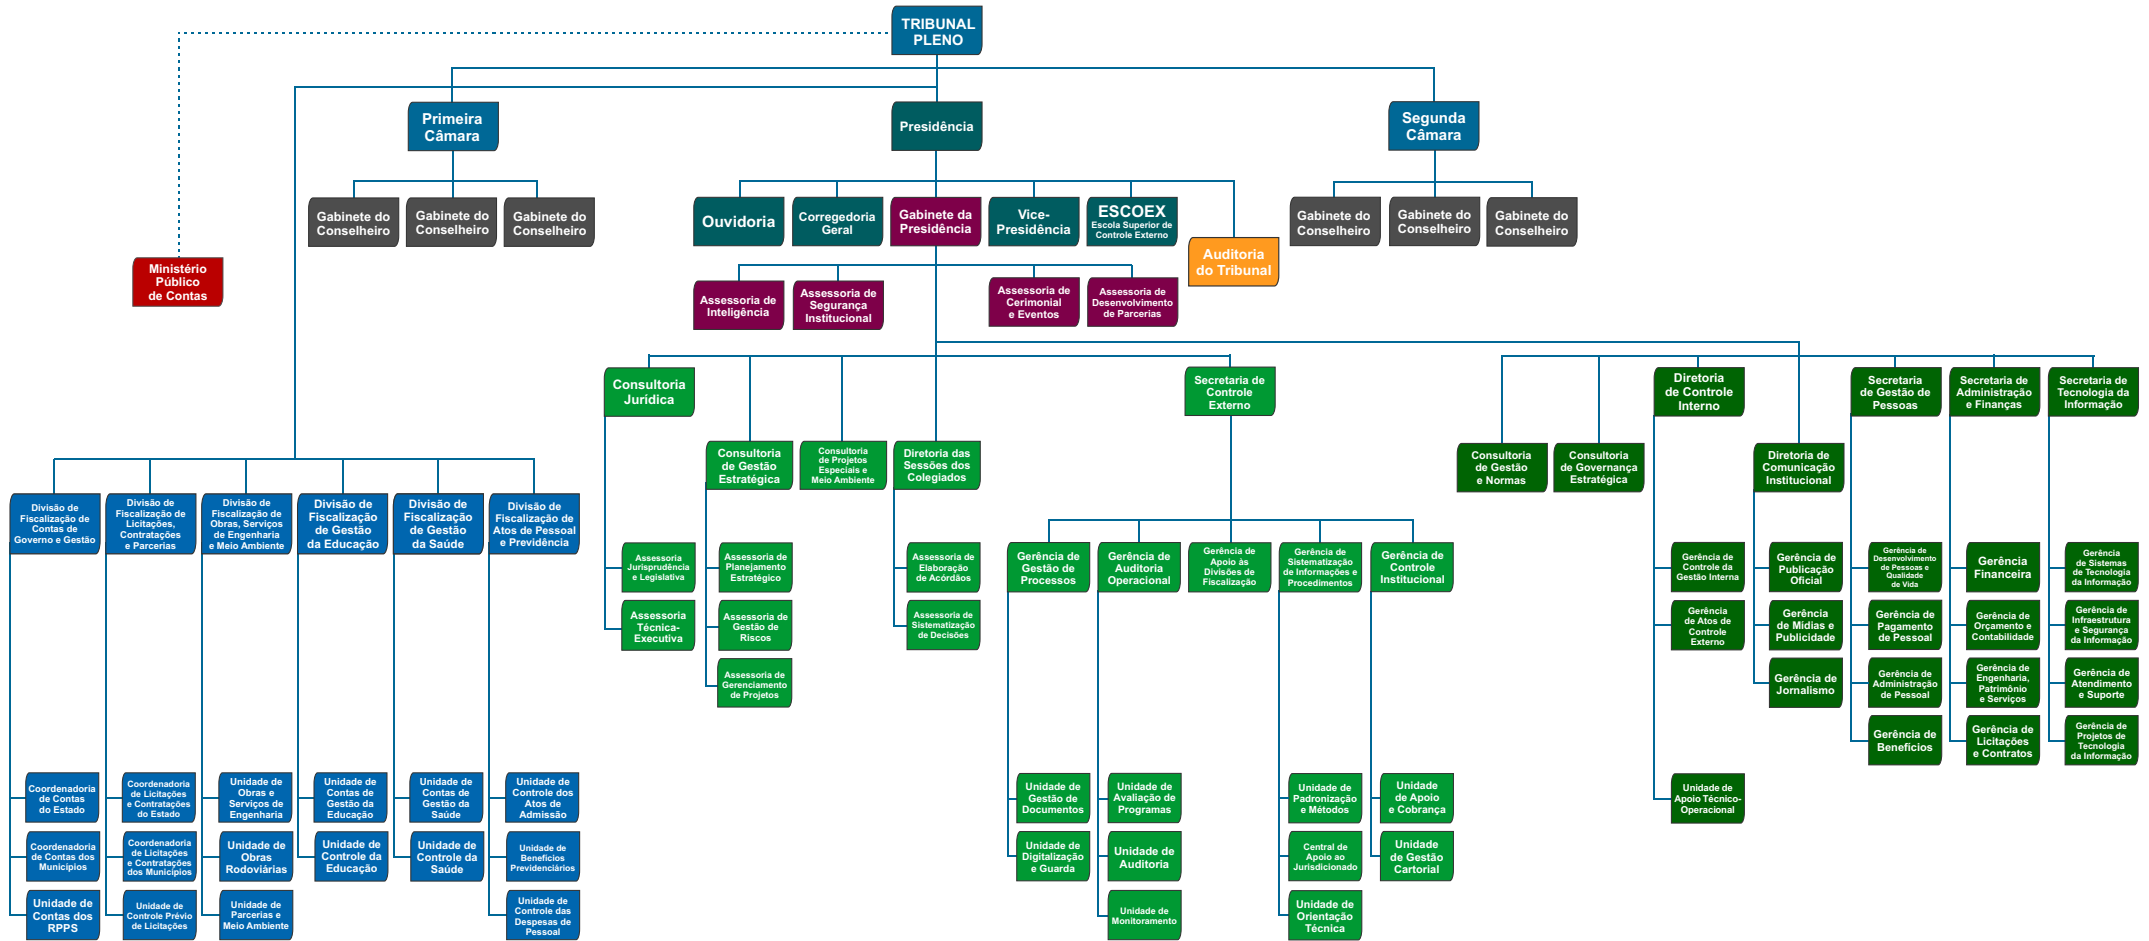 TRIBUNAL
PLENO
Primeira
Câmara
Presidência
Segunda
Câmara
Gabinete do
Conselheiro
Gabinete do
Conselheiro
Gabinete do
Conselheiro
Ouvidoria
Corregedoria
Geral
Gabinete da
Presidência
Vice-
Presidência
ESCOEX
Escola Superior de
Controle Externo
Auditoria
do Tribunal
Gabinete do
Conselheiro
Gabinete do
Conselheiro
Gabinete do
Conselheiro
Ministério
Público
de Contas
Assessoria de
Inteligência
Assessoria de
Segurança
Institucional
Assessoria de
Cerimonial
e Eventos
Assessoria de
Desenvolvimento
de Parcerias
Consultoria
Jurídica
Secretaria de
Controle
Externo
Diretoria
de Controle
Interno
Secretaria
de Gestão de
Pessoas
Secretaria de
Administração
e Finanças
Secretaria de
Tecnologia da
Informação
Consultoria
de Gestão
Estratégica
Consultoria
de Projetos
Especiais e
Meio Ambiente
Diretoria das
Sessões dos
Colegiados
Consultoria
de Gestão
e Normas
Consultoria
de Governança
Estratégica
Diretoria de
Comunicação
Institucional
Divisão de
Fiscalização de
Contas de
Governo e Gestão
Divisão de
Fiscalização de
Licitações,
Contratações
e Parcerias
Divisão de
Fiscalização de
Obras, Serviços
de Engenharia
e Meio Ambiente
Divisão de
Fiscalização
de Gestão
da Educação
Divisão de
Fiscalização
de Gestão
da Saúde
Divisão de
Fiscalização de
Atos de Pessoal
e Previdência
Assessoria
Jurisprudência
e Legislativa
Assessoria de
Planejamento
Estratégico
Assessoria de
Elaboração
de Acórdãos
Gerência de
Gestão de
Processos
Gerência de
Auditoria
Operacional
Gerência de
Apoio às
Divisões de
Fiscalização
Gerência de
Sistematização
de Informações e
Procedimentos
Gerência de
Controle
Institucional
Gerência de
Controle da
Gestão Interna
Gerência de
Publicação
Oficial
Gerência de
Desenvolvimento
de Pessoas e
Qualidade
de Vida
Gerência
Financeira
Gerência
de Sistemas
de Tecnologia
da Informação
Assessoria
Técnica-
Executiva
Assessoria de
Gestão de
Riscos
Assessoria de
Sistematização
de Decisões
Gerência
de Atos de
Controle
Externo
Gerência
de Mídias e
Publicidade
Gerência de
Pagamento
de Pessoal
Gerência de
Orçamento e
Contabilidade
Gerência de
Infraestrutura
e Segurança
da Informação
Assessoria de
Gerenciamento
de Projetos
Gerência de
Jornalismo
Gerência de
Administração
de Pessoal
Gerência de
Engenharia,
Patrimônio
e Serviços
Gerência de
Atendimento
e Suporte
Gerência de
Benefícios
Gerência de
Licitações
e Contratos
Gerência de
Projetos de
Tecnologia
da Informação
Coordenadoria
de Contas
do Estado
Coordenadoria
de Licitações
e Contratações
do Estado
Unidade de
Obras e
Serviços de
Engenharia
Unidade de
Contas de
Gestão da
Educação
Unidade de
Contas de
Gestão da
Saúde
Unidade de
Controle dos
Atos de
Admissão
Unidade de
Gestão de
Documentos
Unidade de
Avaliação de
Programas
Unidade de
Padronização
e Métodos
Unidade
de Apoio
e Cobrança
Unidade de
Apoio Técnico-
Operacional
Coordenadoria
de Contas dos
Municípios
Coordenadoria
de Licitações
e Contratações
dos Municípios
Unidade de
Obras
Rodoviárias
Unidade de
Controle da
Educação
Unidade de
Controle da
Saúde
Unidade de
Benefícios
Previdenciários
Unidade de
Digitalização
e Guarda
Unidade de
Auditoria
Central de
Apoio ao
Jurisdicionado
Unidade
de Gestão
Cartorial
Unidade de
Contas dos
RPPS
Unidade de
Controle Prévio
de Licitações
Unidade de
Parcerias e
Meio Ambiente
Unidade de
Controle das
Despesas de
Pessoal
Unidade de
Monitoramento
Unidade de
Orientação
Técnica